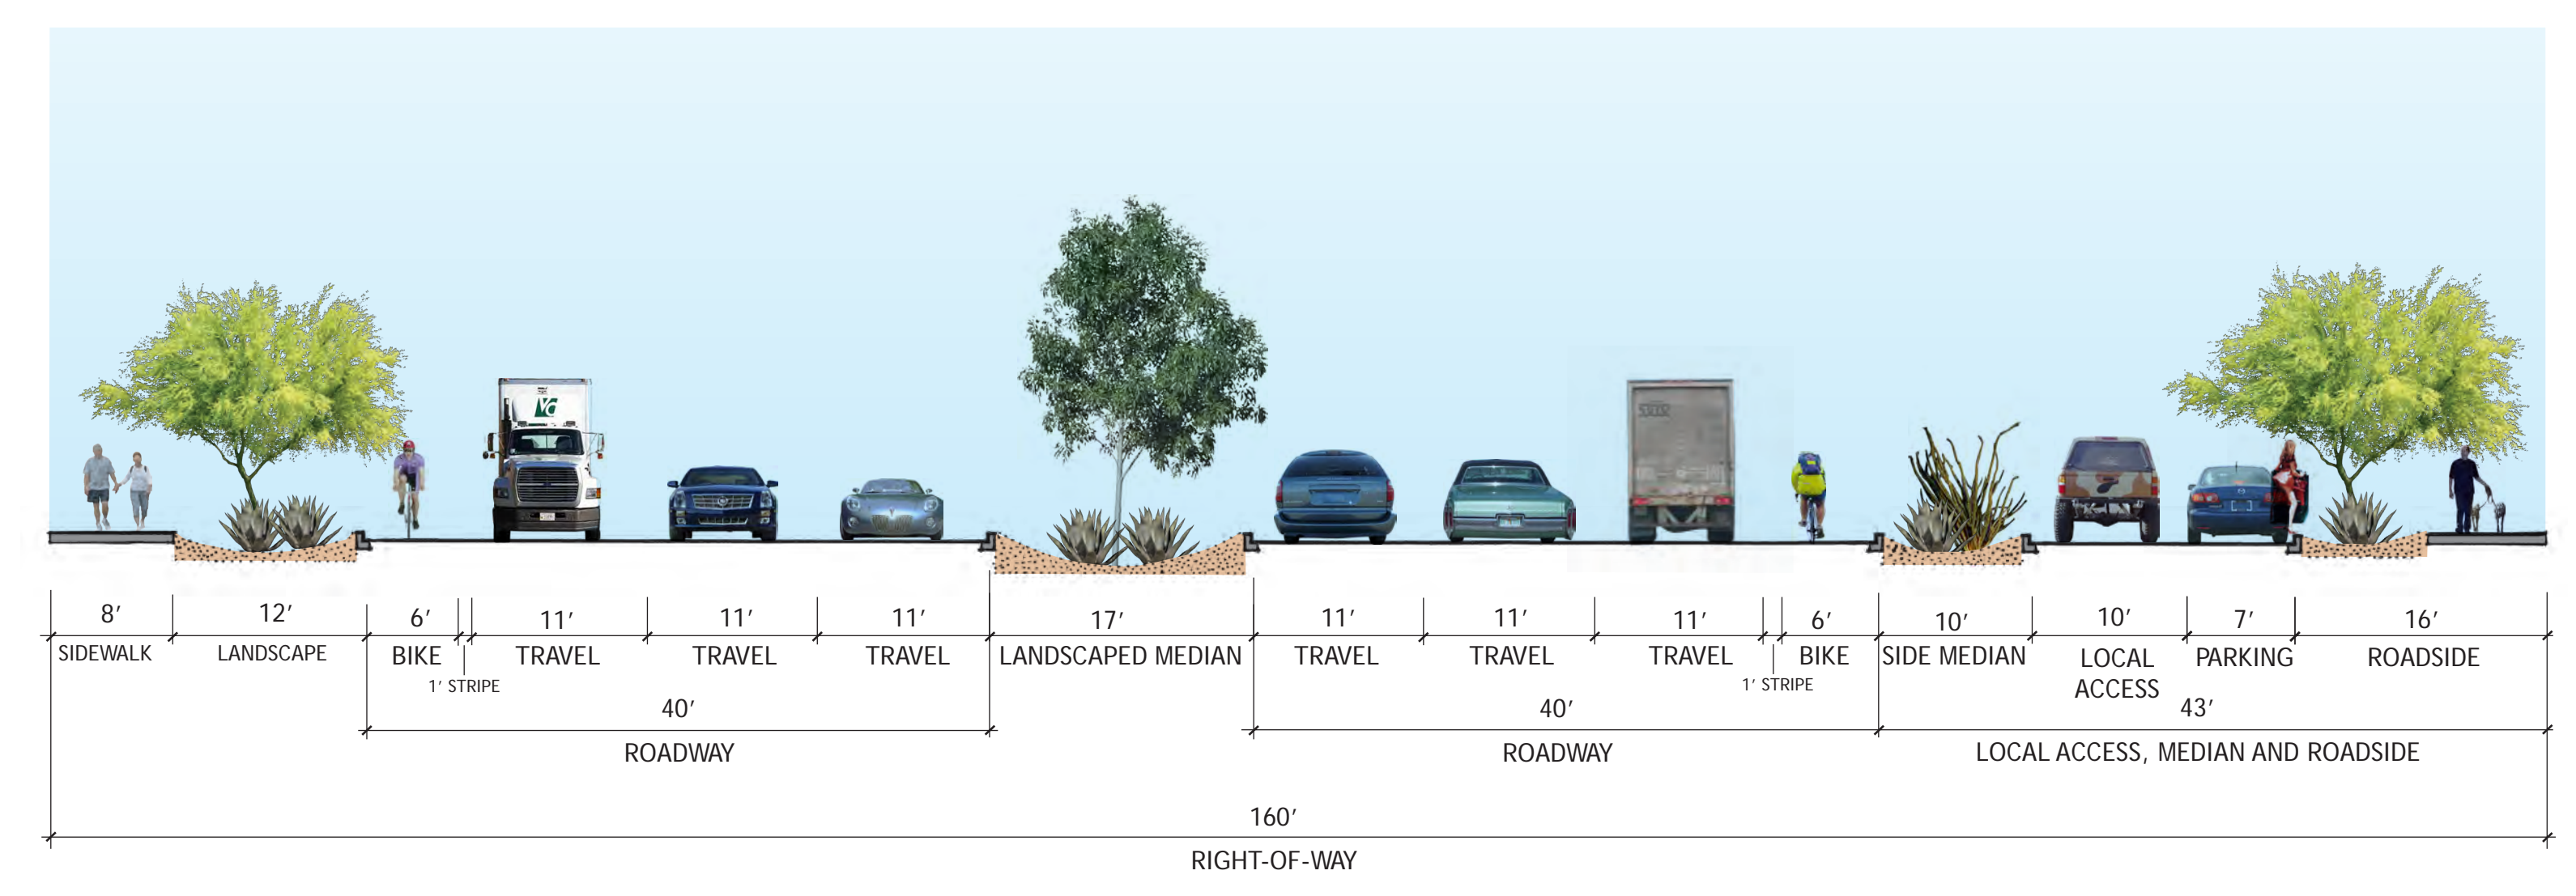 8’ 12’ 6’ 11’ 11’ 11’ 17’ 11’ 11’ 11’ 6’ 10’ 10’ 7’ 16’
SIDEWALK LANDSCAPE BIKE TRAVEL TRAVEL TRAVEL LANDSCAPED MEDIAN TRAVEL TRAVEL TRAVEL BIKE SIDE MEDIAN LOCAL PARKING ROADSIDE
ACCESS
1’ STRIPE 1’ STRIPE
40’ 40’ 43’
ROADWAY ROADWAY LOCAL ACCESS, MEDIAN AND ROADSIDE
160’
RIGHT-OF-WAY